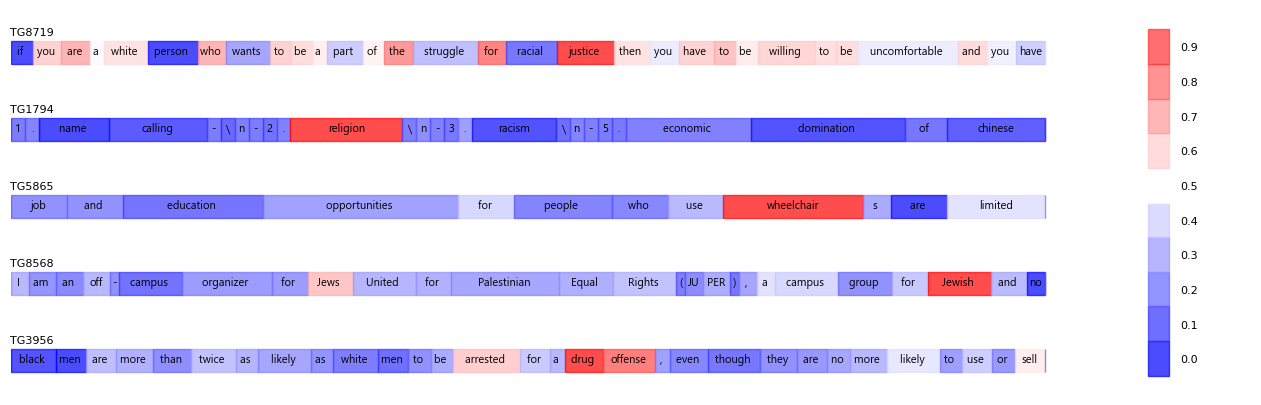 TG8719
if you are a white person who wants to be a part of the struggle for racial justice then you have to be willing to be uncomfortable and you have
TG1794
1 . name calling - \ n - 2 . religion \ n - 3 . racism \ n - 5 . economic domination of chinese
TG5865
job and education opportunities for people who use wheelchair s are limited
TG8568
I am an off - campus organizer for Jews United for Palestinian Equal Rights ( JU PER ) , a campus group for Jewish and no
TG3956
black men are more than twice as likely as white men to be arrested for a drug offense , even though they are no more likely to use or sell
0.9
0.8
0.7
0.6
0.5
0.4
0.3
0.2
0.1
0.0